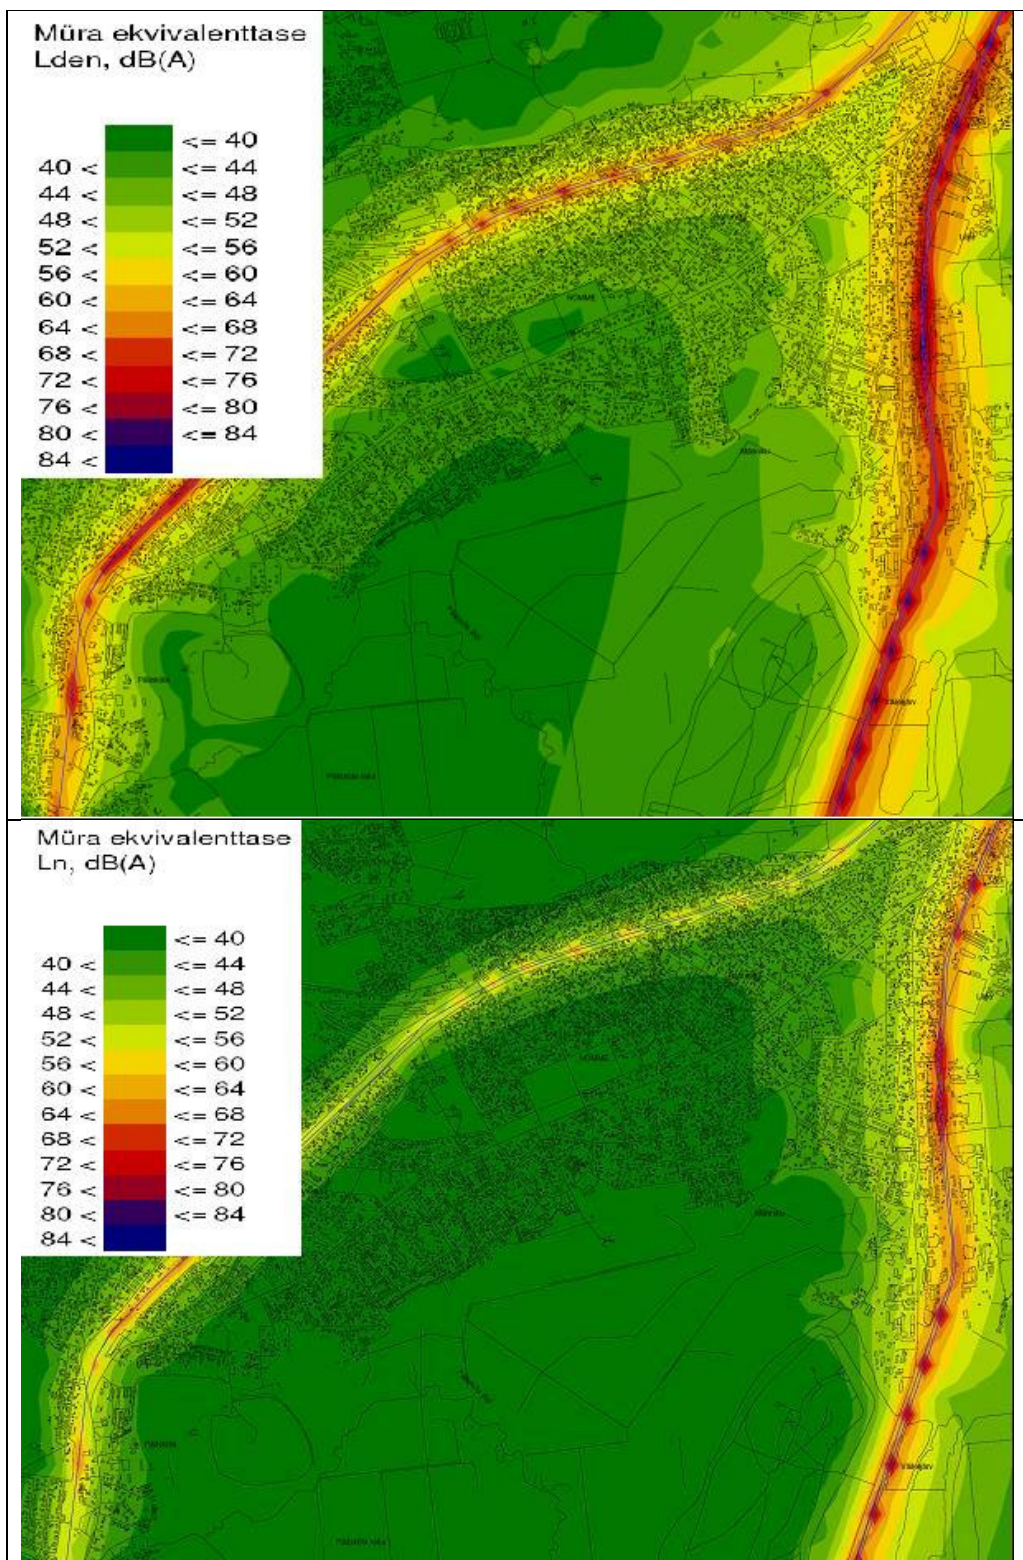 Müra ekvivalenttase
Lden, dB(A)
<= 40
40 < <= 44
44 < <= 48
48 < <= 52
52 < <= 56
56 < <= 60
60 < <= 64
64 < <= 68
68 < <= 72
72 < <= 76
76 < <= 80
80 < <= 84
84 <
NÕMME
Müra ekvivalenttase
Ln, dB(A)
<= 40
40 < <= 44
44 < <= 48
48 < <= 52
52 < <= 56
56 < <= 60
60 < <= 64
64 < <= 68
68 < <= 72
72 < <= 76
76 < <= 80
80 < <= 84
84 <
NÕMME